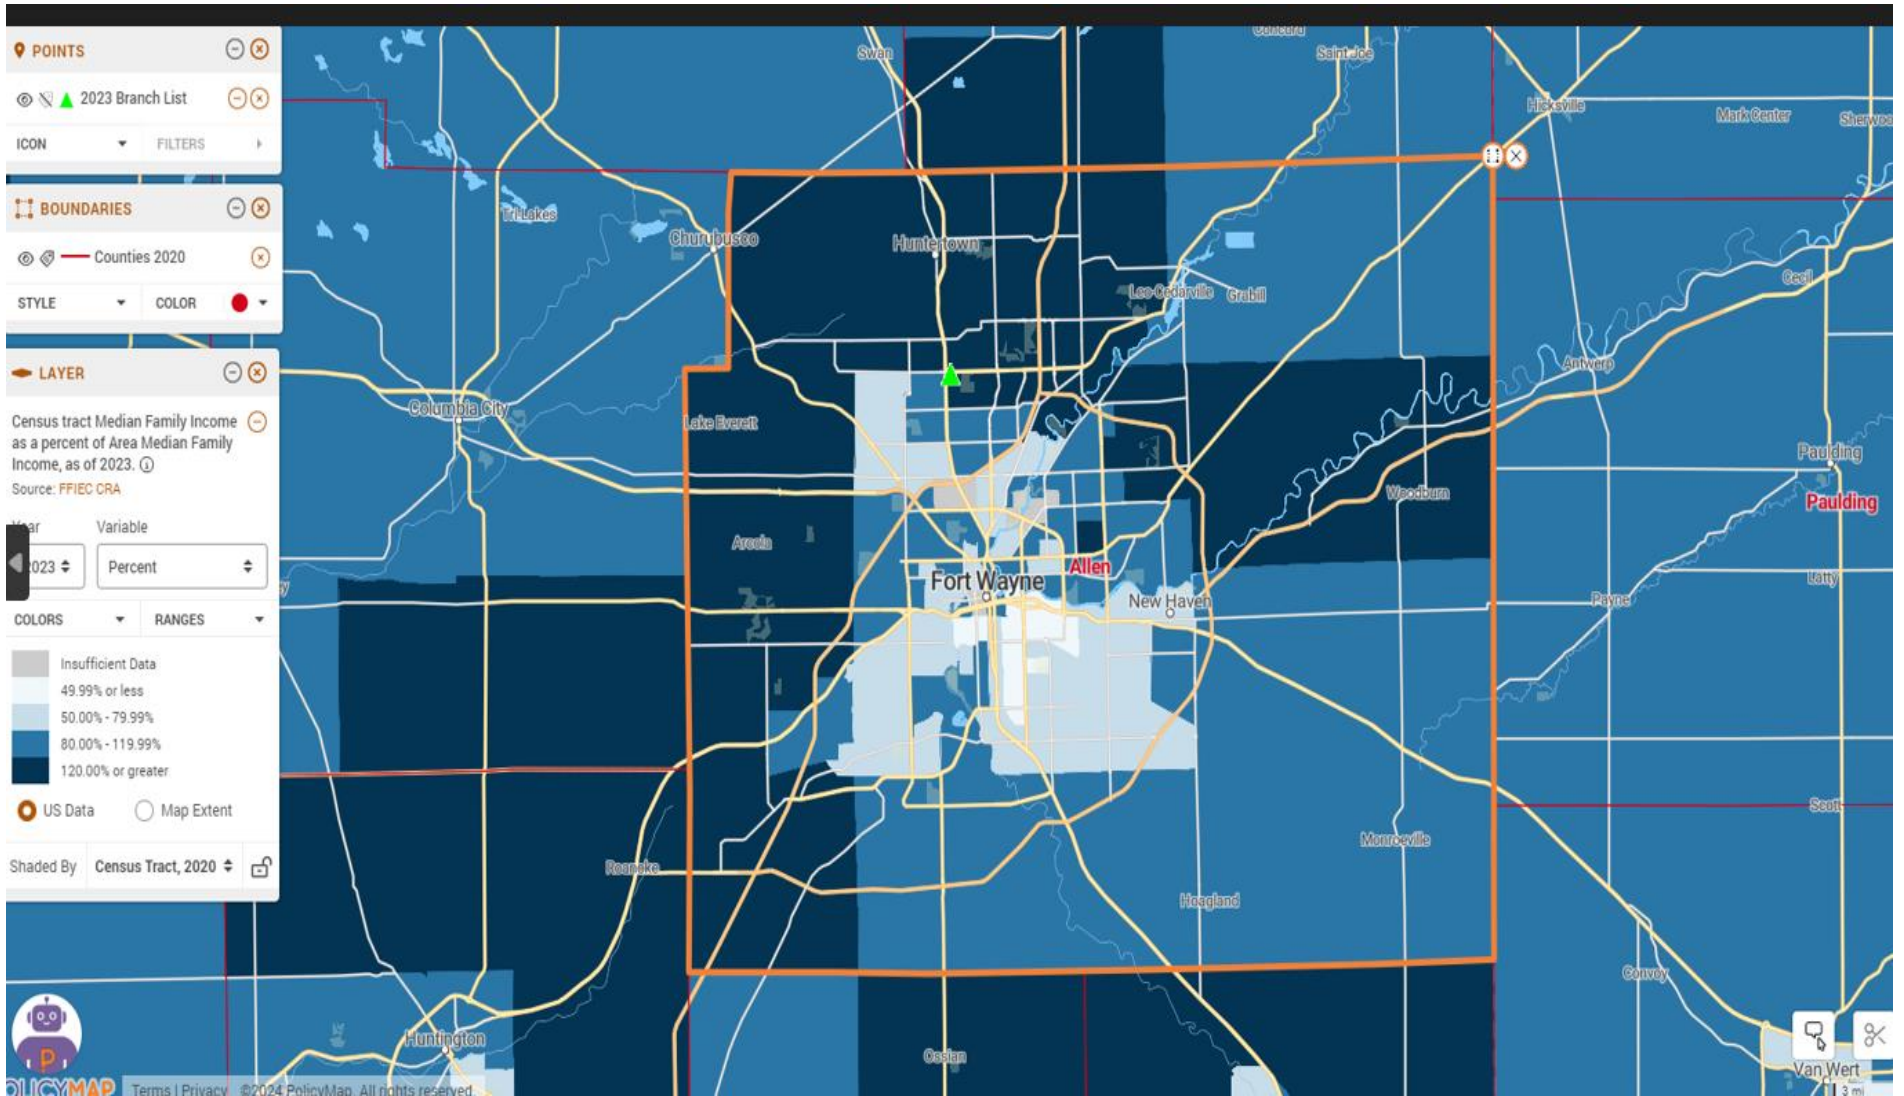 POINTS
2023 Branch List
ICON
FILTERS
BOUNDARIES
Counties 2020
STYLE
COLOR
LAYER
Census tract Median Family Income
as a percent of Area Median Family
Income, as of 2023.
Source: FFIEC CRA
Variable
2023
Percent
COLORS
RANGES
Insufficient Data
49.99% or less
50.00% - 79.99%
80.00% - 119.99%
120.00% or greater
US Data
Map Extent
Shaded By
Census Tract, 2020
POLICYMAP
Terms | Privacy
©2024 PolicyMap. All rights reserved.
Swan
Concord
Saint Joe
Hicksville
Mark Center
Tri-Lakes
Churubusco
Huntertown
Leo-Cedarville
Grabill
Cecil
Antwerp
Columbia City
Lake Everett
Paulding
Woodburn
Paulding
Arcola
Allen
Fort Wayne
New Haven
Latty
Payne
Scott
Monroeville
Roanoke
Hoagland
Convoy
Huntington
Ossian
Van Wert
3 mi